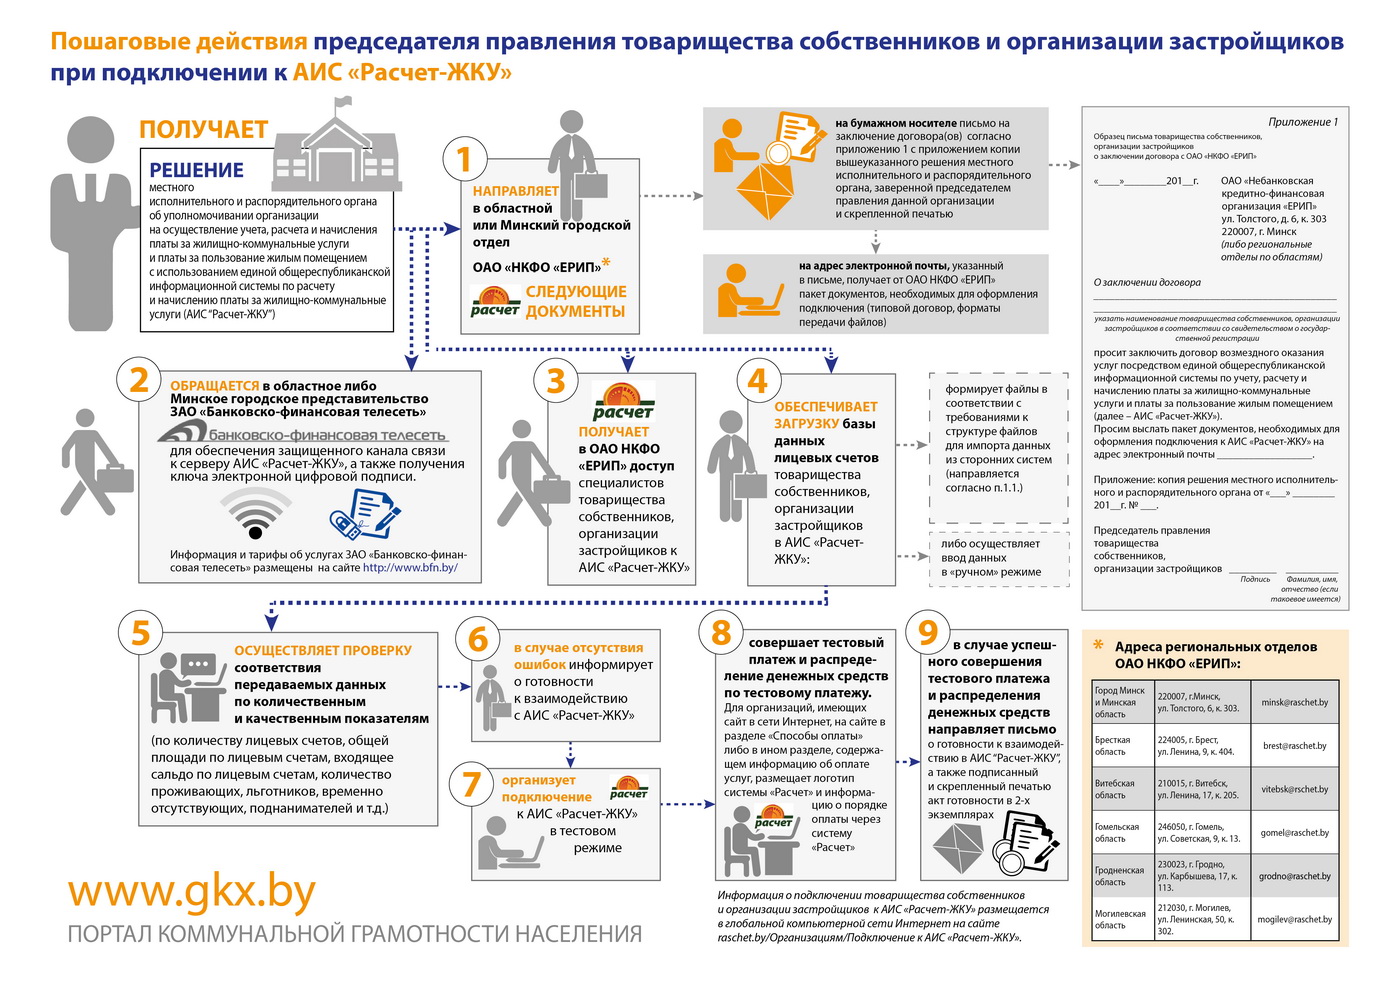 Пошаговые действия председателя правления товарищества собственников и организации застройщиков
при подключении к АИС «Расчет-ЖКУ»
ПОЛУЧАЕТ
РЕШЕНИЕ
местного
исполнительного и распорядительного органа
об уполномочивании организации
на осуществление учета, расчета и начисления
платы за жилищно-коммунальные услуги
и платы за пользование жилым помещением
с использованием единой общереспубликанской
информационной системы по расчету
и начислению платы за жилищно-коммунальные
услуги (АИС "Расчет-ЖКУ")
1
НАПРАВЛЯЕТ
в областной
или Минский городской
отдел
ОАО «НКФО «ЕРИП»*
расчет
СЛЕДУЮЩИЕ
ДОКУМЕНТЫ
на бумажном носителе письмо на
заключение договора(ов) согласно
приложению 1 с приложением копии
вышеуказанного решения местного
исполнительного и распорядительного
органа, заверенной председателем
правления данной организации
и скрепленной печатью
на адрес электронной почты, указанный
в письме, получает от ОАО НКФО «ЕРИП»
пакет документов, необходимых для оформления
подключения (типовой договор, форматы
передачи файлов)
Приложение 1
Образец письма товарищества собственников,
организации застройщиков
о заключении договора с ОАО «НКФО «ЕРИП»
«____»________201__г.
ОАО «Небанковская
кредитно-финансовая
организация «ЕРИП»
ул. Толстого, д. 6, к. 303
220007, г. Минск
(либо региональные
отделы по областям)
О заключении договора
указать наименование товарищества собственников, организации
застройщиков в соответствии со свидетельством о государ-
ственной регистрации
просит заключить договор возмездного оказания
услуг посредством единой общереспубликанской
информационной системы по учету, расчету и
начислению платы за жилищно-коммунальные
услуги и платы за пользование жилым помещением
(далее – АИС «Расчет-ЖКУ»).
Просим выслать пакет документов, необходимых для
оформления подключения к АИС «Расчет-ЖКУ» на
адрес электронный почты __________________.
Приложение: копия решения местного исполнитель-
ного и распорядительного органа от «___» ________
201__г. № ___.
Председатель правления
товарищества
собственников,
организации застройщиков _________ __________
Подпись
Фамилия, имя,
отчество (если
таковое имеется)
2
ОБРАЩАЕТСЯ в областное либо
Минское городское представительство
ЗАО «Банковско-финансовая телесеть»
банковско-финансовая телесеть
для обеспечения защищенного канала связи
к серверу АИС «Расчет-ЖКУ», а также получения
ключа электронной цифровой подписи.
Информация и тарифы об услугах ЗАО «Банковско-финан-
совая телесеть» размещены на сайте http://www.bfn.by/
3
расчет
ПОЛУЧАЕТ
в ОАО НКФО
«ЕРИП» доступ
специалистов
товарищества
собственников,
организации
застройщиков к
АИС «Расчет-ЖКУ»
4
ОБЕСПЕЧИВАЕТ
ЗАГРУЗКУ базы
данных
лицевых счетов
товарищества
собственников,
организации
застройщиков
в АИС «Расчет-
ЖКУ»:
формирует файлы в
соответствии с
требованиями к
структуре файлов
для импорта данных
из сторонних систем
(направляется
согласно п.1.1.)
либо осуществляет
ввод данных
в «ручном» режиме
5
ОСУЩЕСТВЛЯЕТ ПРОВЕРКУ
соответствия
передаваемых данных
по количественным
и качественным показателям
(по количеству лицевых счетов, общей
площади по лицевым счетам, входящее
сальдо по лицевым счетам, количество
проживающих, льготников, временно
отсутствующих, поднанимателей и т.д.)
6
в случае отсутствия
ошибок информирует
о готовности
к взаимодействию
с АИС «Расчет-ЖКУ»
7
организует
подключение
расчет
к АИС «Расчет-ЖКУ»
в тестовом
режиме
8
совершает тестовый
платеж и распреде-
ление денежных средств
по тестовому платежу.
Для организаций, имеющих
сайт в сети Интернет, на сайте в
разделе «Способы оплаты»
либо в ином разделе, содержа-
щем информацию об оплате
услуг, размещает логотип
системы «Расчет» и информа-
цию о порядке
оплаты через
систему
«Расчет»
расчет
9
в случае успеш-
ного совершения
тестового платежа
и распределения
денежных средств
направляет письмо
о готовности к взаимодей-
ствию в АИС "Расчет-ЖКУ",
а также подписанный
и скрепленный печатью
акт готовности в 2-х
экземплярах
* Адреса региональных отделов
ОАО НКФО «ЕРИП»:
Город Минск
и Минская
область
220007, г.Минск,
ул. Толстого, 6, к. 303.
minsk@raschet.by
Бресткая
область
224005, г. Брест,
ул. Ленина, 9, к. 404.
brest@raschet.by
Витебская
область
210015, г. Витебск,
ул. Ленина, 17, к. 205.
vitebsk@rschet.by
Гомельская
область
246050, г. Гомель,
ул. Советская, 9, к. 13.
gomel@raschet.by
Гродненская
область
230023, г. Гродно,
ул. Карбышева, 17, к.
113.
grodno@raschet.by
Могилевская
область
212030, г. Могилев,
ул. Ленинская, 50, к.
302.
mogilev@raschet.by
www.gkx.by
ПОРТАЛ КОММУНАЛЬНОЙ ГРАМОТНОСТИ НАСЕЛЕНИЯ
Информация о подключении товарищества собственников
и организации застройщиков к АИС «Расчет-ЖКУ» размещается
в глобальной компьютерной сети Интернет на сайте
raschet.by/Организациям/Подключение к АИС «Расчет-ЖКУ».